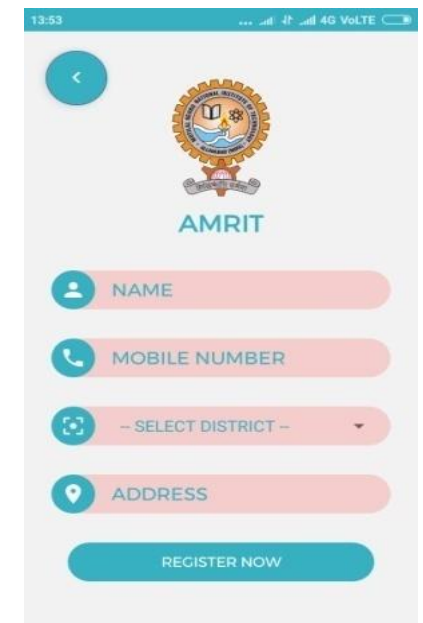 13:53 ... 4G VoLTE
AMRIT
NAME
MOBILE NUMBER
-- SELECT DISTRICT --
ADDRESS
REGISTER NOW